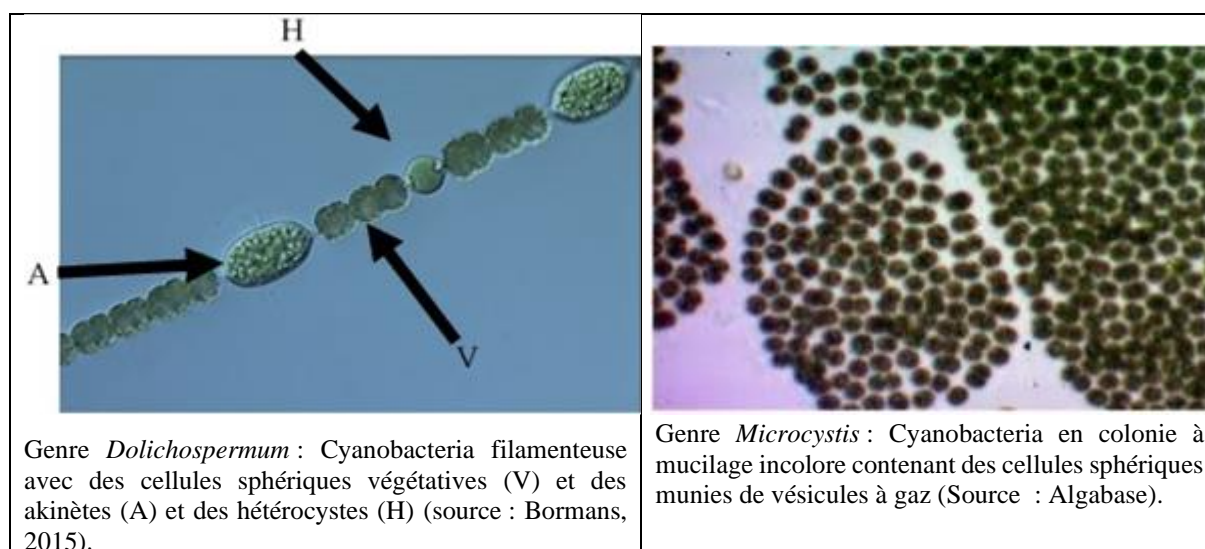 H
A
V
Genre Dolichospermum : Cyanobacteria filamenteuse
avec des cellules sphériques végétatives (V) et des
akinètes (A) et des hétérocystes (H) (source : Bormans,
2015).
Genre Microcystis : Cyanobacteria en colonie à
mucilage incolore contenant des cellules sphériques
munies de vésicules à gaz (Source : Algabase).